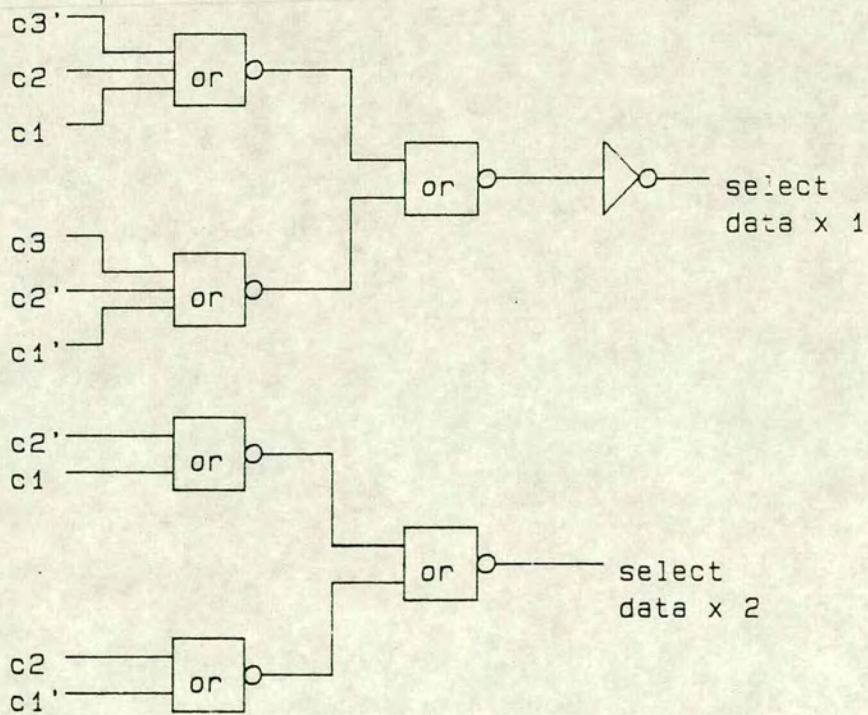 c3'
c2
c1
or
or
select
data x 1
c3
c2'
c1'
or
c2'
c1
or
or
select
data x 2
c2
c1'
or